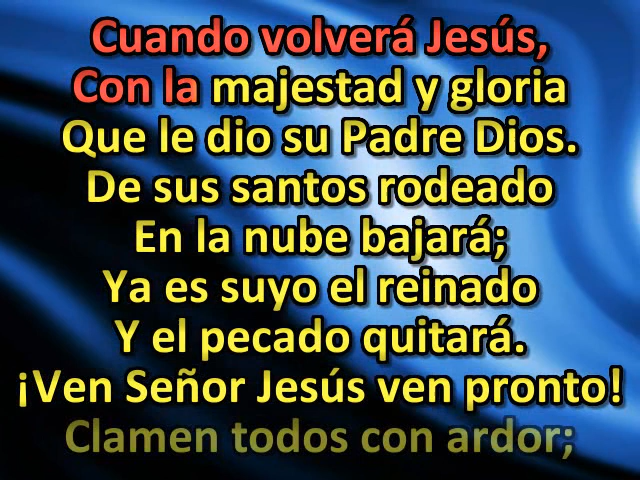 Cuando volverá Jesús,
Con la majestad y gloria
Que le dio su Padre Dios.
De sus santos rodeado
En la nube bajará;
Ya es suyo el reinado
Y el pecado quitará.
¡Ven Señor Jesús ven pronto!
Clamen todos con ardor;